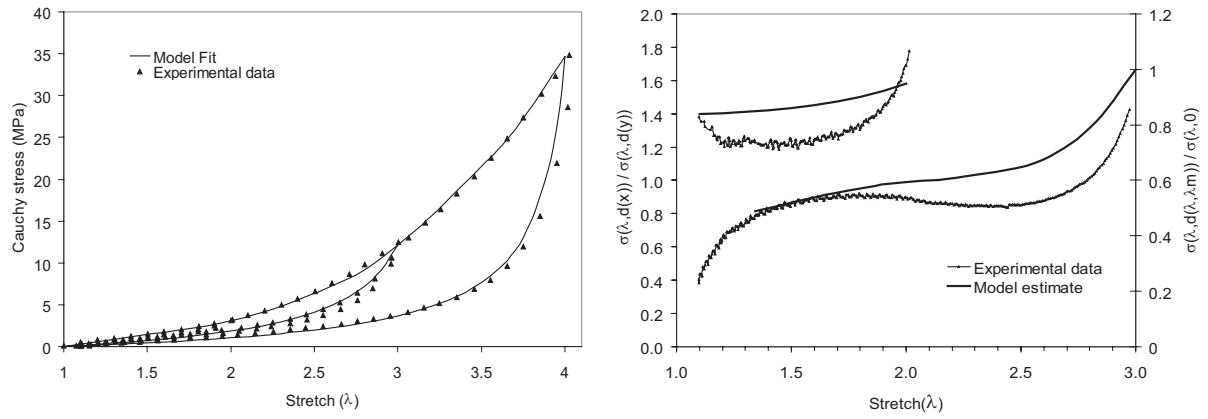 40
35
30
25
20
15
10
5
0
Cauchy stress (MPa)
Model Fit
Experimental data
1 1.5 2 2.5 3 3.5 4
Stretch (λ)
2.0
1.8
1.6
1.4
1.2
1.0
0.8
0.6
0.4
0.2
0.0
σ(λ,d(x)) / σ(λ,d(y))
1.2
1
0.8
0.6
0.4
0.2
0
σ(λ,d(λ,λm)) / σ(λ,0)
Experimental data
Model estimate
1.0 1.5 2.0 2.5 3.0
Stretch(λ)